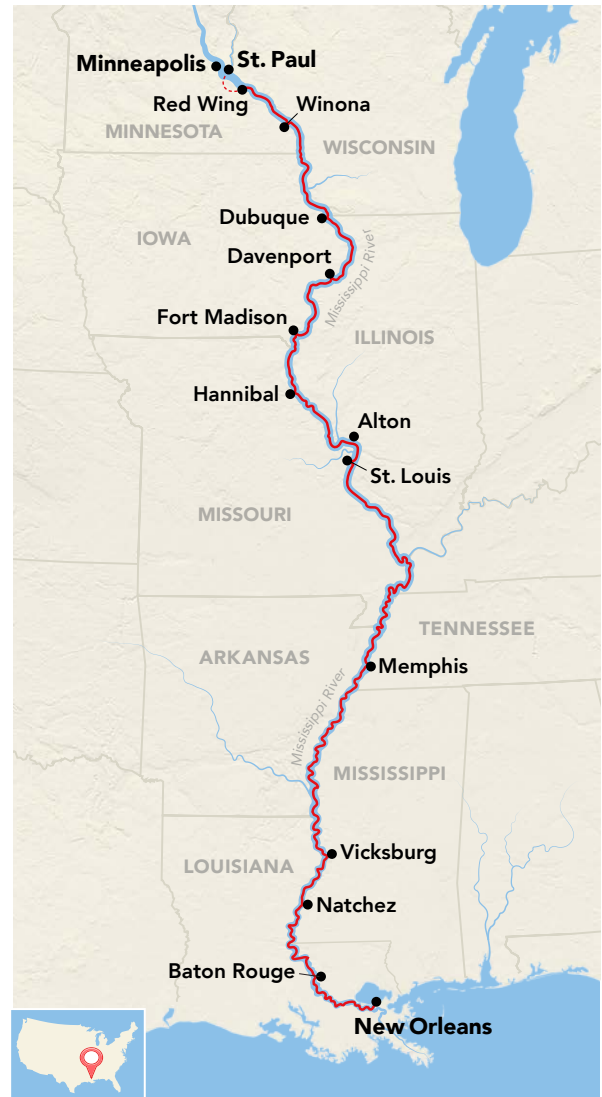 Minneapolis
St. Paul
Red Wing
Winona
MINNESOTA
WISCONSIN
Dubuque
IOWA
Davenport
Mississippi River
Fort Madison
ILLINOIS
Hannibal
Alton
St. Louis
MISSOURI
TENNESSEE
ARKANSAS
Memphis
Mississippi River
MISSISSIPPI
Vicksburg
LOUISIANA
Natchez
Baton Rouge
New Orleans